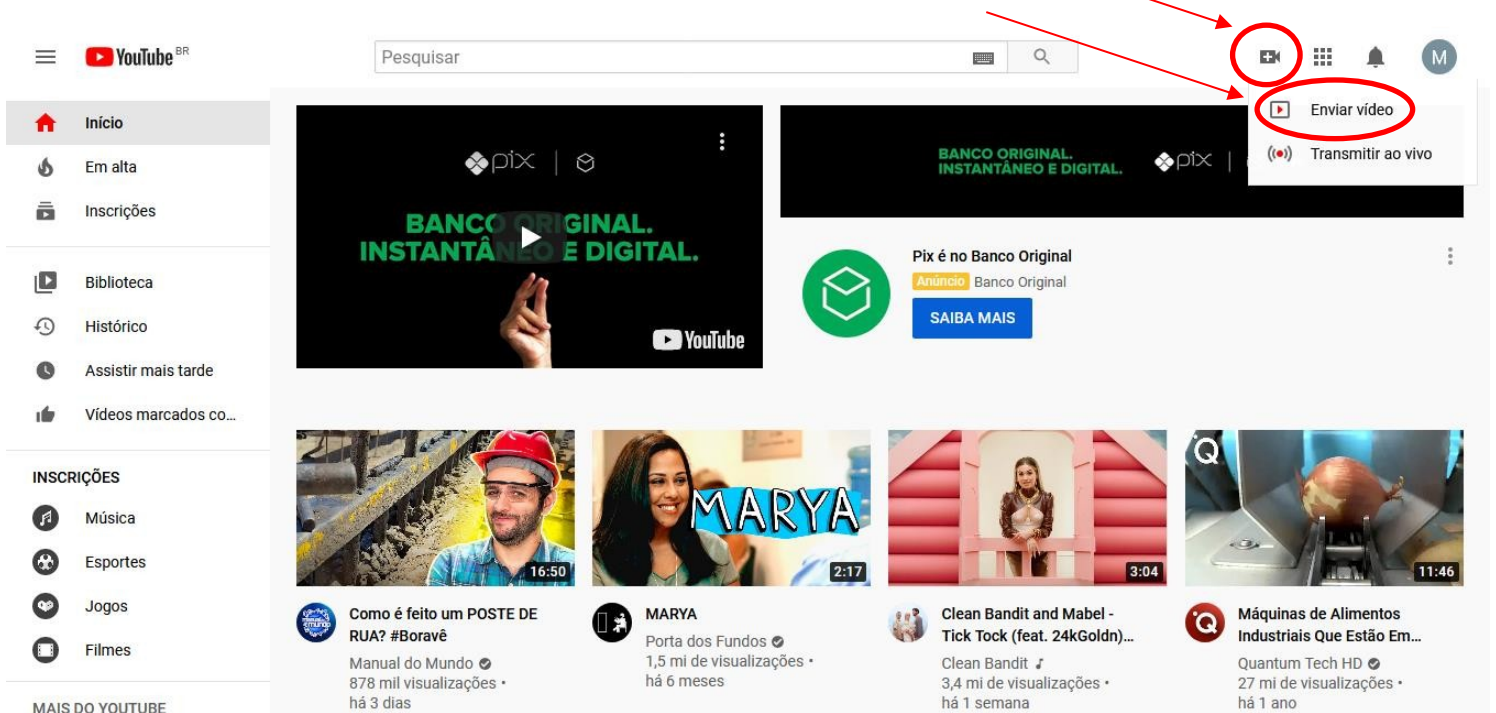 YouTube BR
Pesquisar
M
Enviar vídeo
Transmitir ao vivo
Início
Em alta
Inscrições
Biblioteca
Histórico
Assistir mais tarde
Vídeos marcados co...
INSCRIÇÕES
Música
Esportes
Jogos
Filmes
MAIS DO YOUTUBE
pix
BANCO ORIGINAL.
INSTANTÂNEO E DIGITAL.
YouTube
BANCO ORIGINAL.
INSTANTÂNEO E DIGITAL.
pix
Pix é no Banco Original
Anúncio Banco Original
SAIBA MAIS
16:50
Como é feito um POSTE DE
RUA? #Boravê
Manual do Mundo
878 mil visualizações •
há 3 dias
MARYA
2:17
MARYA
Porta dos Fundos
1,5 mi de visualizações •
há 6 meses
3:04
Clean Bandit and Mabel -
Tick Tock (feat. 24kGoldn)...
Clean Bandit
3,4 mi de visualizações •
há 1 semana
Q
11:46
Q
Máquinas de Alimentos
Industriais Que Estão Em...
Quantum Tech HD
27 mi de visualizações •
há 1 ano